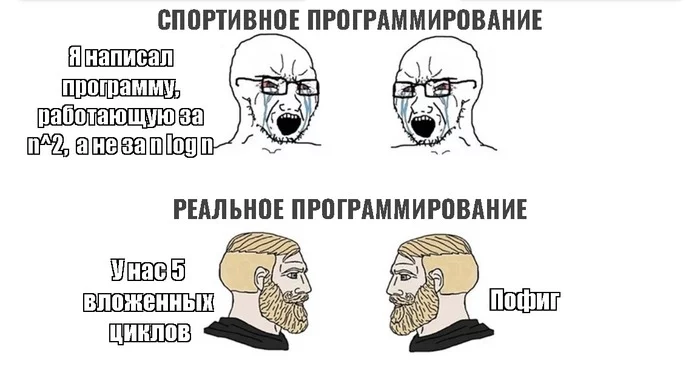 СПОРТИВНОЕ ПРОГРАММИРОВАНИЕ
Я написал
программу,
работающую за
n^2, а не за n log n
РЕАЛЬНОЕ ПРОГРАММИРОВАНИЕ
У нас 5
вложенных
циклов
Пофиг